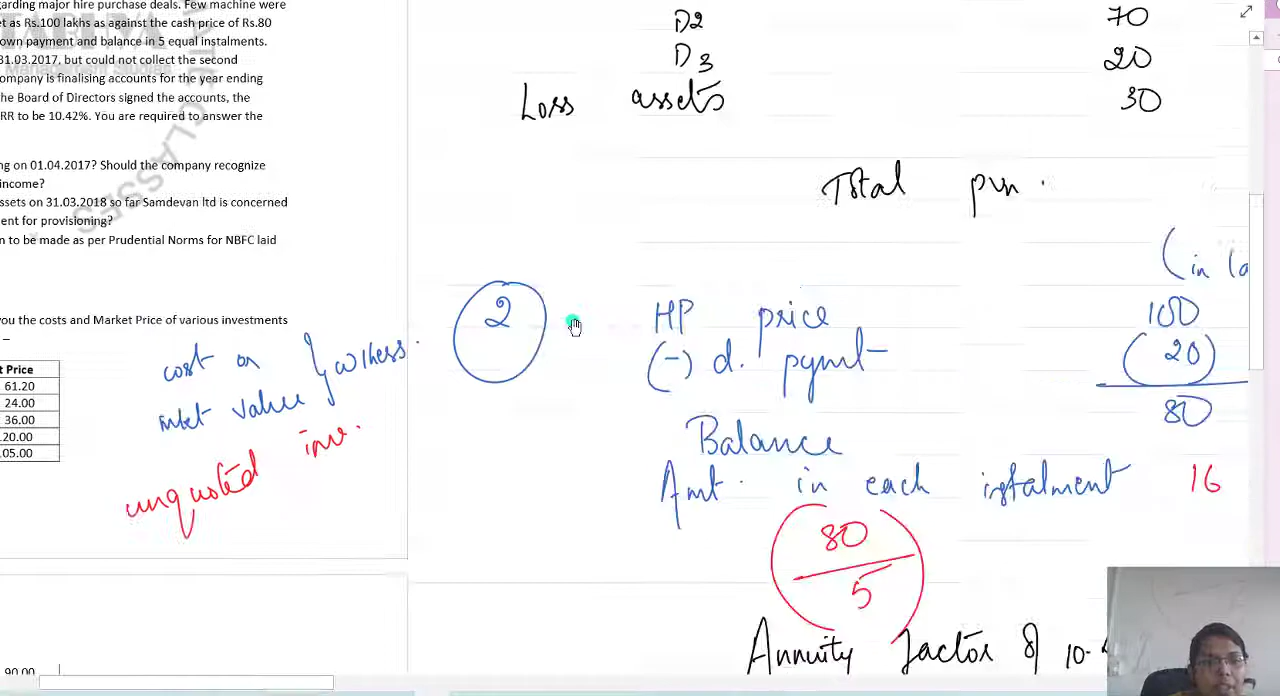 garding major hire purchase deals. Few machine were
et as Rs.100 lakhs as against the cash price of Rs.80
own payment and balance in 5 equal instalments.
31.03.2017, but could not collect the second
ompany is finalising accounts for the year ending
he Board of Directors signed the accounts, the
RR to be 10.42%. You are required to answer the
ng on 01.04.2017? Should the company recognize
income?
ssets on 31.03.2018 so far Samdevan ltd is concerned
ent for provisioning?
n to be made as per Prudential Norms for NBFC laid
you the costs and Market Price of various investments
–
t Price
61.20
24.00
36.00
20.00
05.00
90.00
cost or
mkt value } w ihess.
unquoted inv.
D2 70
D3 20
Loss assets 30
Total pvn.
(in la
2 HP price 100
(-) d. pymt (20)
80
Balance
Amt. in each instalment 16
(80
5)
Annuity factor @ 10.
CLASSES
Management Studies